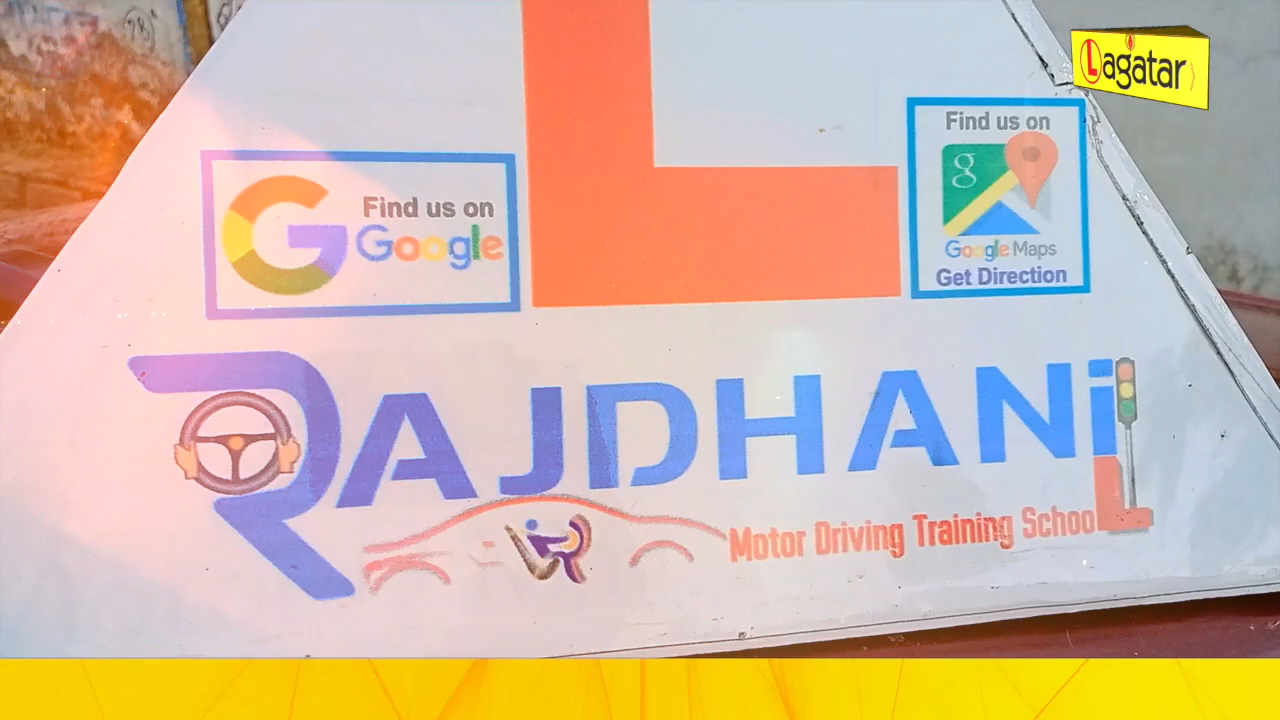 Lagatar
L
Find us on
Google
G
Find us on
g
Google Maps
Get Direction
RAJDHANi
Motor Driving Training School